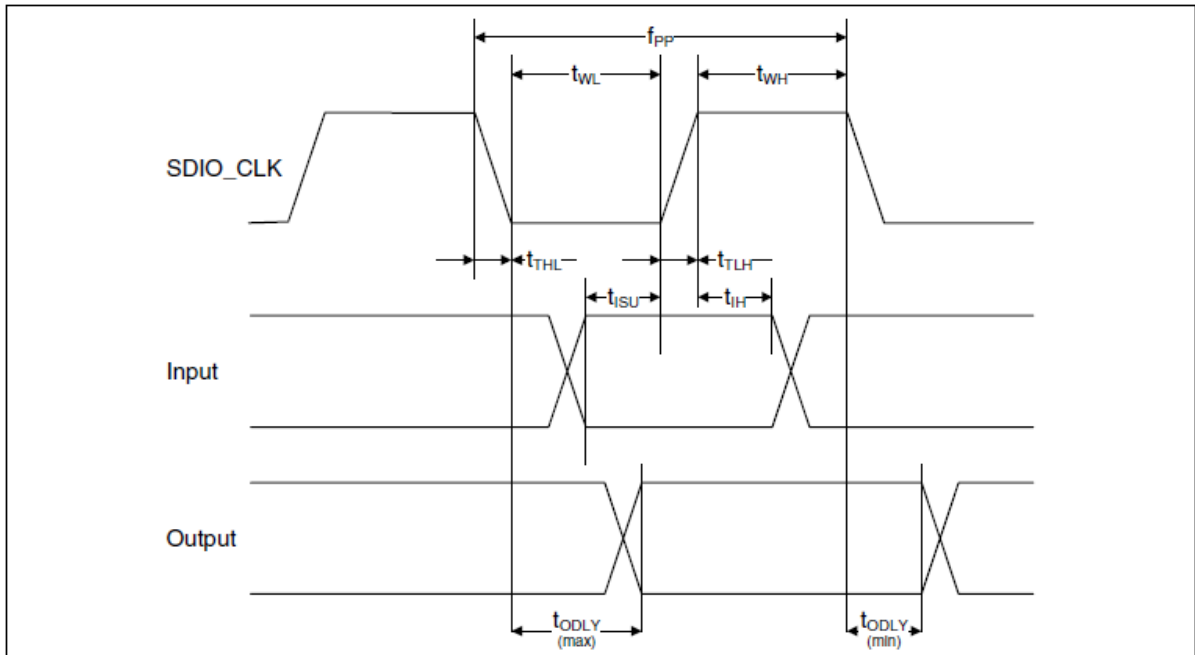 fPP
tWL tWH
SDIO_CLK
tTHL tTLH
tISU tIH
Input
Output
tODLY tODLY
(max) (min)